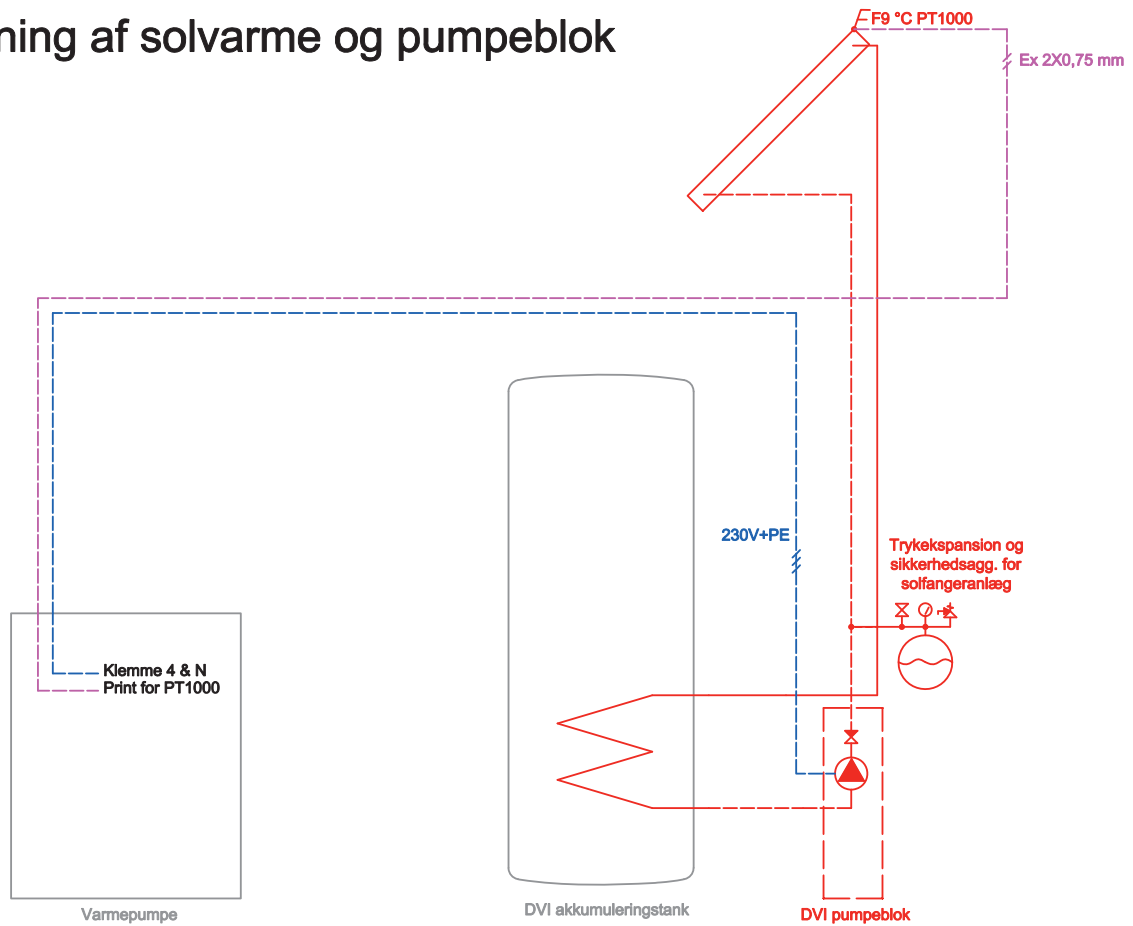 ning af solvarme og pumpeblok
F9 °C PT1000
Ex 2X0,75 mm
230V+PE
Trykekspansion og
sikkerhedsagg. for
solfangeranlæg
Klemme 4 & N
Print for PT1000
Varmepumpe
DVI akkumuleringstank
DVI pumpeblok